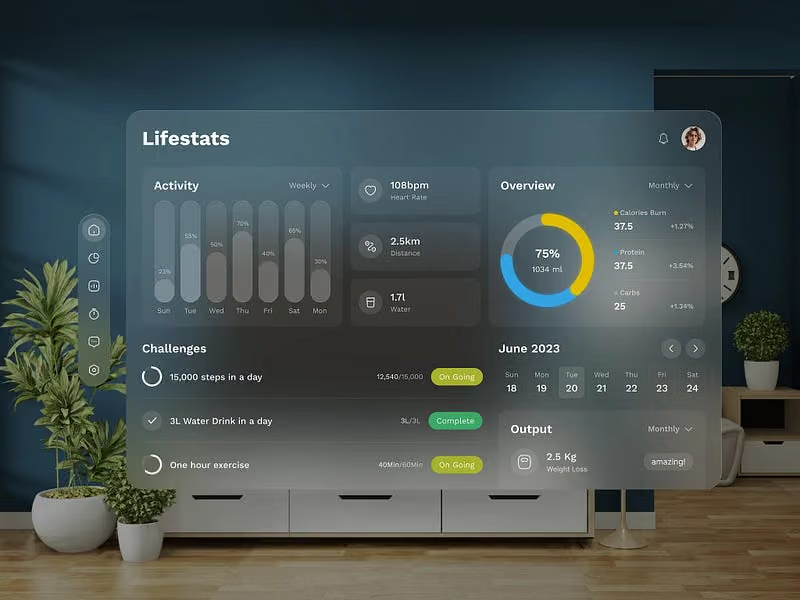 Lifestats
Activity
Weekly
23%
55%
50%
70%
40%
65%
30%
Sun Tue Wed Thu Fri Sat Mon
108bpm
Heart Rate
2.5km
Distance
1.7l
Water
Overview
Monthly
75%
1034 ml
Calories Burn
37.5 +1.27%
Protein
37.5 +3.54%
Carbs
25 +1.34%
Challenges
15,000 steps in a day 12,540/15,000 On Going
3L Water Drink in a day 3L/3L Complete
One hour exercise 40Min/60Min On Going
June 2023
Sun Mon Tue Wed Thu Fri Sat
18 19 20 21 22 23 24
Output
Monthly
2.5 Kg
Weight Loss
amazing!